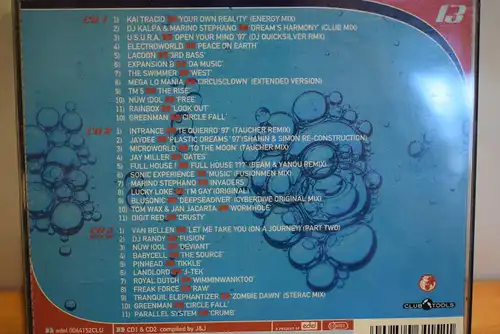 CD 1
1) KAI TRACID 'YOUR OWN REALITY' (ENERGY MIX)
2) DJ KALPA & MARINO STEPHANO 'DREAM'S HARMONY' (CLUB MIX)
3) U.S.U.R.A. 'OPEN YOUR MIND '97' (DJ QUICKSILVER RMX)
4) ELECTROWORLD 'PEACE ON EARTH'
5) LACOON '3RD BASS'
6) EXPANSION B 'DA MUSIC'
7) THE SWIMMER 'WEST'
8) MEGA LO MANIA 'CIRCUSCLOWN' (EXTENDED VERSION)
9) TM 5 'THE RISE'
10) NÜW IDOL 'FREE'
11) RAINBOX 'LOOK OUT'
12) GREENMAN 'CIRCLE FALL'
CD 2
1) INTRANCE 'TE QUIERRO '97' (TAUCHER REMIX)
2) JAYDEE 'PLASTIC DREAMS '97' (SHAHIN & SIMON RE-CONSTRUCTION)
3) MICROWORLD 'TO THE MOON' (TAUCHER MIX)
4) JAY MILLER 'GATES'
5) FULL HOUSE ! 'FULL HOUSE ???' (BEAM & YANOU REMIX)
6) SONIC EXPERIENCE 'MUSIC' (FUSIONMEN MIX)
7) MARINO STEPHANO 'INVADERS'
8) LUCKY LOKE 'I'M GAY' (ORIGINAL)
9) BLUSONIC 'DEEPSEADIVER' (CYBERDIVE ORIGINAL MIX)
10) TOM WAX & JAN JACARTA 'WORMHOLE'
11) DIGIT RED 'CRUSTY'
CD 3
1) VAN BELLEN 'LET ME TAKE YOU (ON A JOURNEY)' (PART TWO)
2) DJ RANDY 'FUSION'
3) NÜW IDOL 'DEVIANT'
4) BABYCELL 'THE SOURCE'
5) PINHEAD 'TIKKLE'
6) LANDLORD 'J-TEK'
7) ROYAL DUTCH 'WIMMINWANKTOO'
8) FREAK FORCE 'RAW'
9) TRANQUIL ELEPHANTIZER 'ZOMBIE DAWN' (STERAC MIX)
10) GREENMAN 'CIRCLE FALL'
11) PARALLEL SYSTEM 'CRUMB'
CLUB TOOLS
edel 0064152CLU
CD1 & CD2 compiled by J&J
A PRODUCT OF
edel